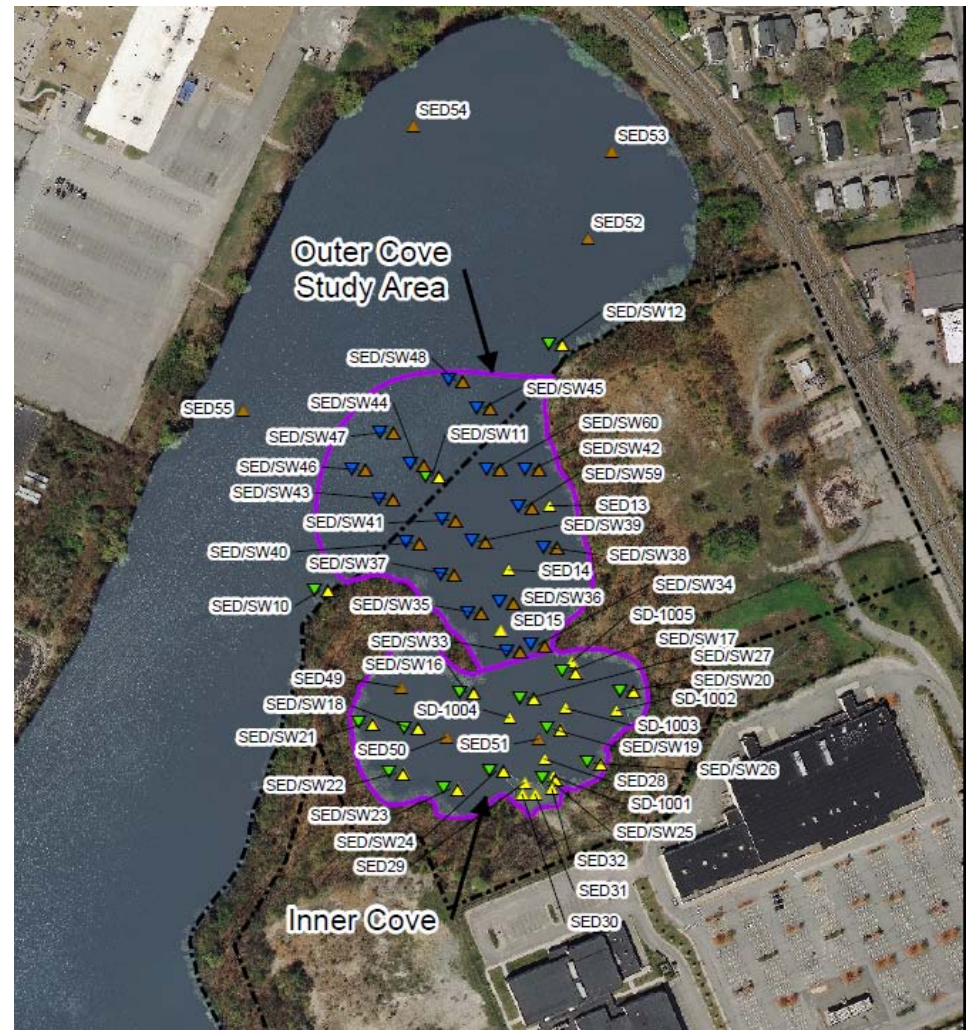 SED54
SED53
SED52
Outer Cove
Study Area
SED/SW12
SED/SW48
SED/SW45
SED/SW44
SED55
SED/SW60
SED/SW47
SED/SW11
SED/SW42
SED/SW46
SED/SW59
SED/SW43
SED13
SED/SW41
SED/SW39
SED/SW40
SED/SW38
SED/SW37
SED14
SED/SW34
SED/SW10
SED/SW36
SED/SW35
SED15
SD-1005
SED/SW33
SED/SW17
SED/SW16
SED/SW27
SED49
SED/SW20
SED/SW18
SD-1004
SD-1002
SD-1003
SED/SW21
SED50
SED51
SED/SW19
SED/SW26
SED/SW22
SED28
SD-1001
SED/SW23
SED/SW25
SED/SW24
SED32
SED29
SED31
Inner Cove
SED30